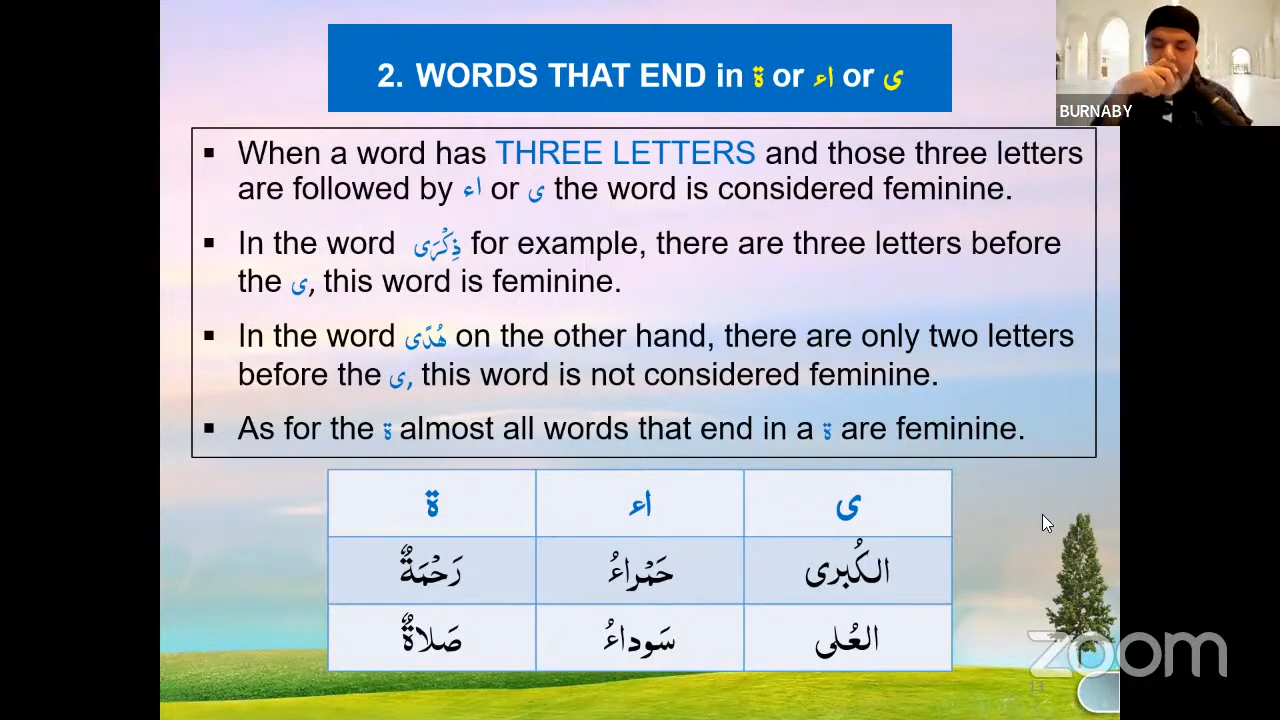 2. WORDS THAT END in ة or اء or ى
BURNABY
▪ When a word has THREE LETTERS and those three letters
are followed by اء or ى the word is considered feminine.
▪ In the word ذِكْرَى for example, there are three letters before
the ى, this word is feminine.
▪ In the word هُدًى on the other hand, there are only two letters
before the ى, this word is not considered feminine.
▪ As for the ة almost all words that end in a ة are feminine.
ة اء ى
رَحْمَةٌ حَمْراءُ الكُبرى
صَلاةٌ سَوداءُ العُلى
zoom
13